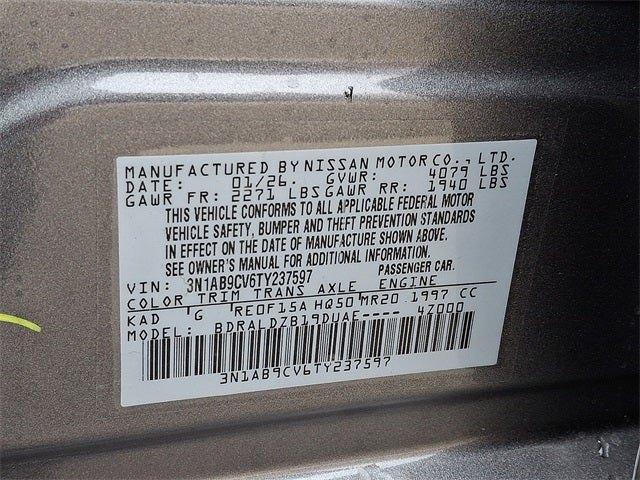 MANUFACTURED BY NISSAN MOTOR CO., LTD.
DATE: 01/26. GVWR: 4079 LBS
GAWR FR: 2271 LBS GAWR RR: 1940 LBS
THIS VEHICLE CONFORMS TO ALL APPLICABLE FEDERAL MOTOR
VEHICLE SAFETY, BUMPER AND THEFT PREVENTION STANDARDS
IN EFFECT ON THE DATE OF MANUFACTURE SHOWN ABOVE.
SEE OWNER'S MANUAL FOR ADDITIONAL INFORMATION.
VIN: 3N1AB9CV6TY237597 PASSENGER CAR.
COLOR TRIM TRANS AXLE ENGINE
KAD G RE0F15A HQ50 MR20 1997 CC
MODEL: BDRALDZB19DUAF---- 4Z000
3N1AB9CV6TY237597